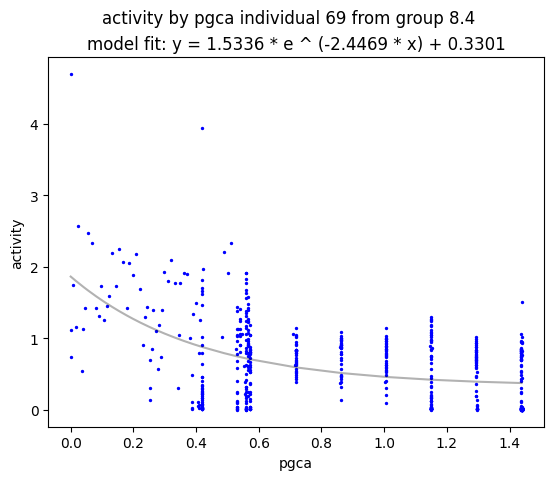 activity by pgca individual 69 from group 8.4
model fit: y = 1.5336 * e ^ (-2.4469 * x) + 0.3301
activity
4
3
2
1
0
0.0 0.2 0.4 0.6 0.8 1.0 1.2 1.4
pgca